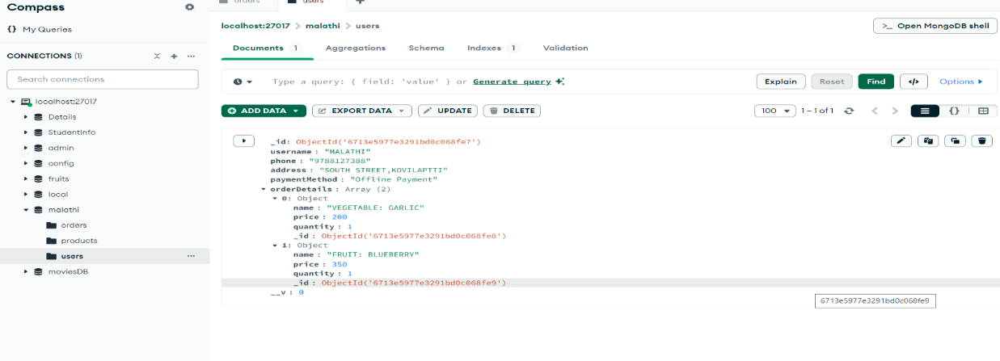 Compass
orders
users
localhost:27017 > malathi > users
>_ Open MongoDB shell
{} My Queries
CONNECTIONS (1)
Search connections
localhost:27017
Details
StudentInfo
admin
config
fruits
local
malathi
orders
products
users
moviesDB
Documents 1
Aggregations
Schema
Indexes 1
Validation
Type a query: { field: 'value' } or Generate query
Explain
Reset
Find
</>
Options
ADD DATA
EXPORT DATA
UPDATE
DELETE
100
1 – 1 of 1
{}
_id: ObjectId('6713e5977e3291bd0c068fe7')
username : "MALATHI"
phone : "9788127388"
address : "SOUTH STREET,KOVILAPTTI"
paymentMethod : "Offline Payment"
orderDetails : Array (2)
0: Object
name : "VEGETABLE: GARLIC"
price : 200
quantity : 1
_id : ObjectId('6713e5977e3291bd0c068fe8')
1: Object
name : "FRUIT: BLUEBERRY"
price : 350
quantity : 1
_id : ObjectId('6713e5977e3291bd0c068fe9')
__v : 0
6713e5977e3291bd0c068fe9